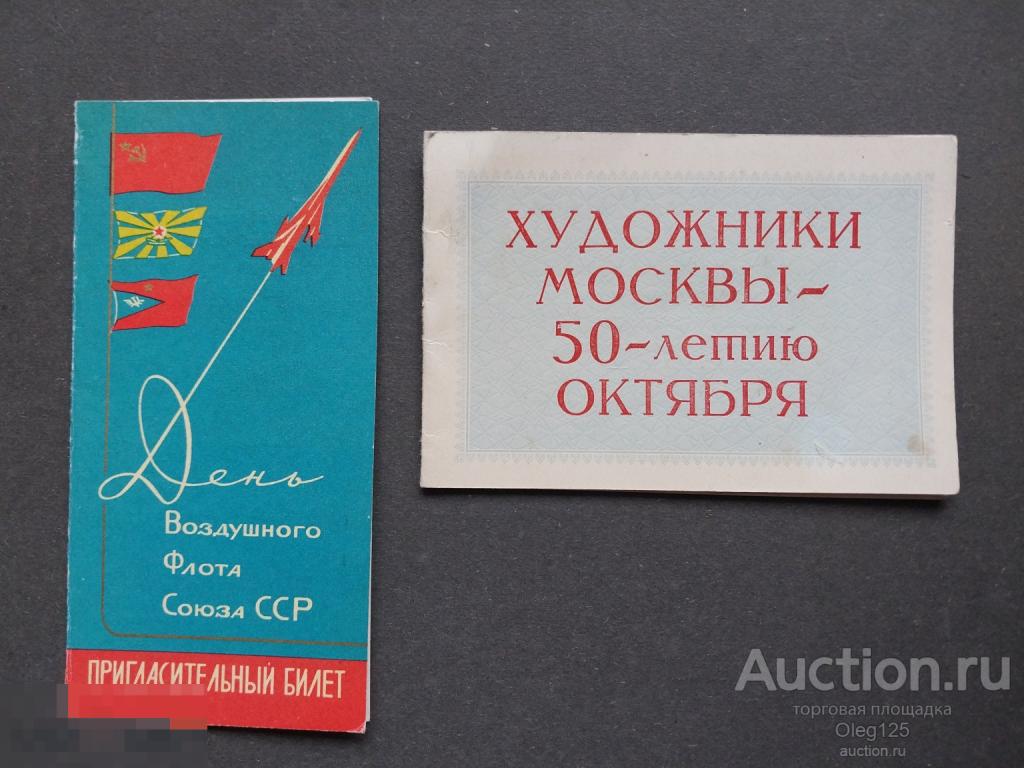 День
Воздушного
Флота
Союза ССР
ПРИГЛАСИТЕЛЬНЫЙ БИЛЕТ
ХУДОЖНИКИ
МОСКВЫ-
50-летию
ОКТЯБРЯ
Auction.ru
торговая площадка
Oleg125
auction.ru